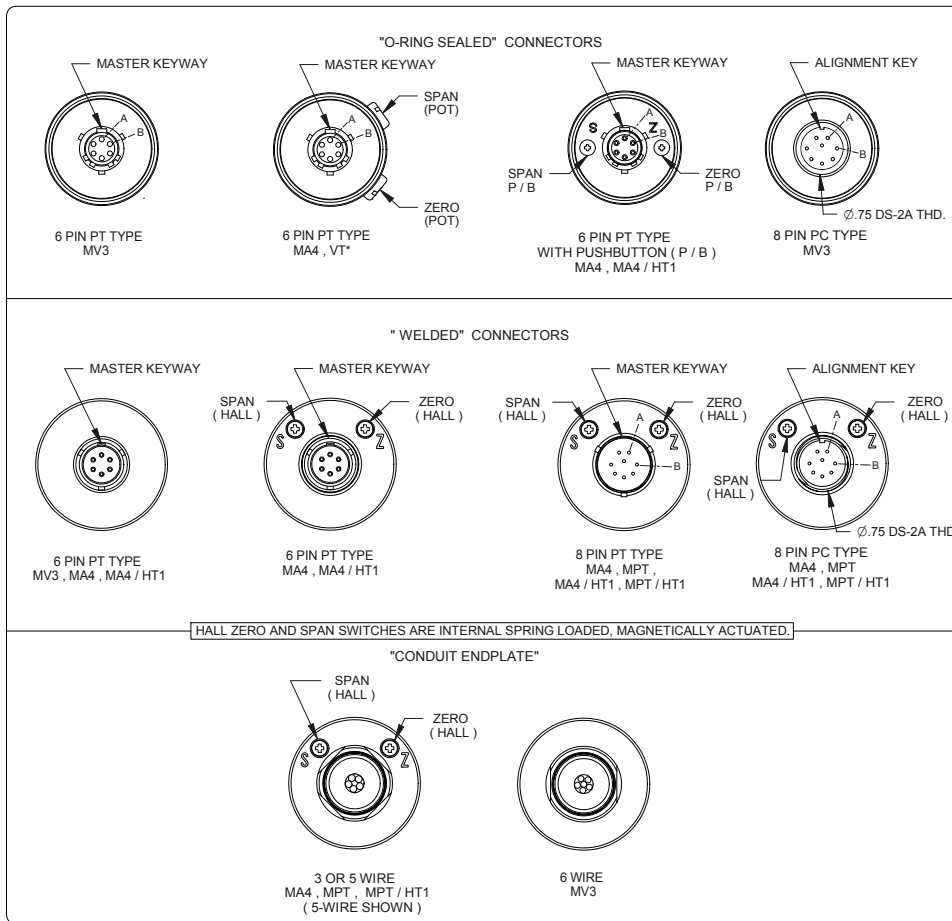 "O-RING SEALED" CONNECTORS
MASTER KEYWAY
A
B
6 PIN PT TYPE
MV3
MASTER KEYWAY
A
B
SPAN
(POT)
ZERO
(POT)
6 PIN PT TYPE
MA4 , VT*
MASTER KEYWAY
S
Z
A
B
SPAN
P / B
ZERO
P / B
6 PIN PT TYPE
WITH PUSHBUTTON ( P / B )
MA4 , MA4 / HT1
ALIGNMENT KEY
A
B
Ø.75 DS-2A THD.
8 PIN PC TYPE
MV3
" WELDED" CONNECTORS
MASTER KEYWAY
6 PIN PT TYPE
MV3 , MA4 , MA4 / HT1
MASTER KEYWAY
SPAN
( HALL )
ZERO
( HALL )
S
Z
6 PIN PT TYPE
MA4 , MA4 / HT1
MASTER KEYWAY
SPAN
( HALL )
ZERO
( HALL )
S
Z
A
B
8 PIN PT TYPE
MA4 , MPT ,
MA4 / HT1 , MPT / HT1
ALIGNMENT KEY
A
ZERO
( HALL )
S
Z
B
SPAN
( HALL )
Ø.75 DS-2A THD
8 PIN PC TYPE
MA4 , MPT
MA4 / HT1 , MPT / HT1
HALL ZERO AND SPAN SWITCHES ARE INTERNAL SPRING LOADED, MAGNETICALLY ACTUATED.
"CONDUIT ENDPLATE"
SPAN
( HALL )
ZERO
( HALL )
S
Z
3 OR 5 WIRE
MA4 , MPT , MPT / HT1
( 5-WIRE SHOWN )
6 WIRE
MV3